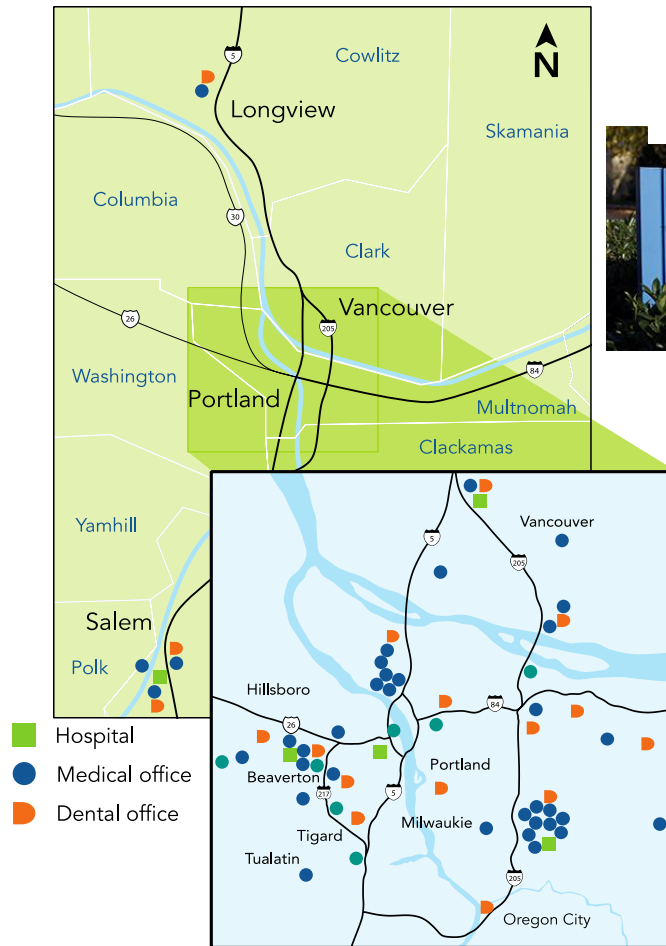 5
Cowlitz
N
Longview
Skamania
Columbia
30
Clark
Vancouver
26
205
Washington
Portland
84
Multnomah
Clackamas
Yamhill
Salem
Polk
Vancouver
5
205
Hillsboro
26
84
Beaverton
Portland
217
5
Tigard
Milwaukie
Tualatin
205
Oregon City
Hospital
Medical office
Dental office